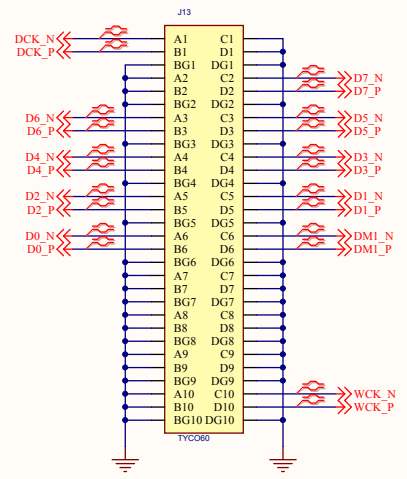 J13
DCK_N A1 C1
DCK_P B1 D1
BG1 DG1
A2 C2 D7_N
B2 D2 D7_P
BG2 DG2
D6_N A3 C3 D5_N
D6_P B3 D3 D5_P
BG3 DG3
D4_N A4 C4 D3_N
D4_P B4 D4 D3_P
BG4 DG4
D2_N A5 C5 D1_N
D2_P B5 D5 D1_P
BG5 DG5
D0_N A6 C6 DM1_N
D0_P B6 D6 DM1_P
BG6 DG6
A7 C7
B7 D7
BG7 DG7
A8 C8
B8 D8
BG8 DG8
A9 C9
B9 D9
BG9 DG9
A10 C10 WCK_N
B10 D10 WCK_P
BG10 DG10
TYCO60